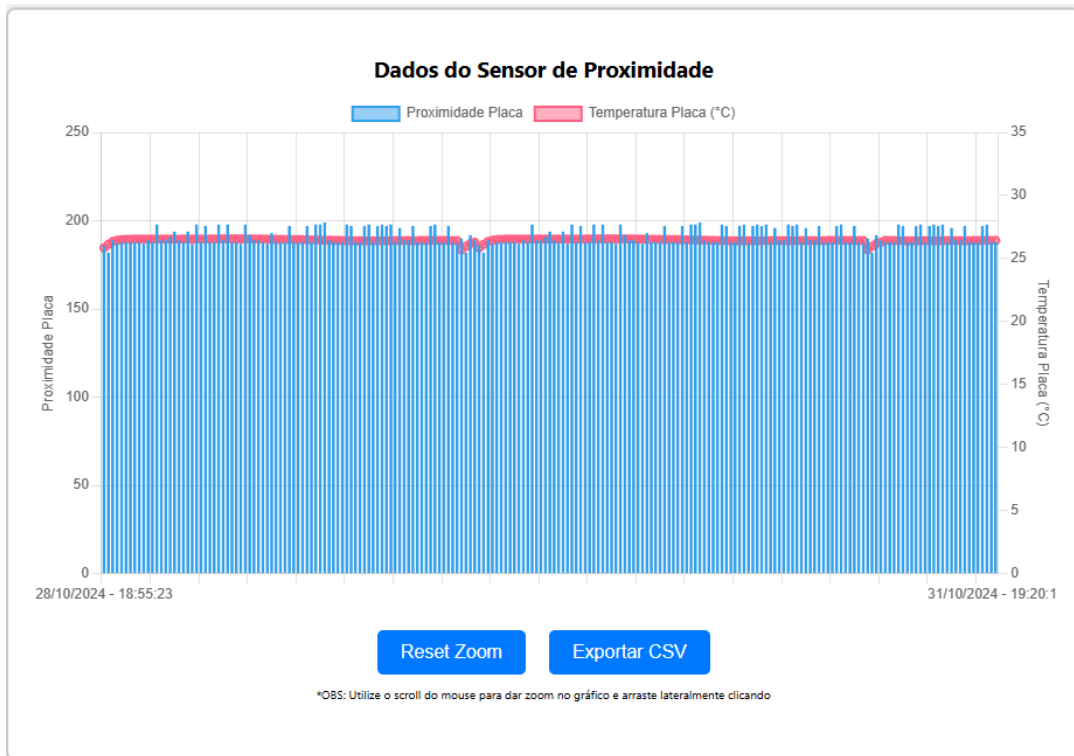 Dados do Sensor de Proximidade
Proximidade Placa Temperatura Placa (°C)
250 35
30
200
25
150
20
Proximidade Placa
Temperatura Placa (°C)
15
100
10
50
5
0 0
28/10/2024 - 18:55:23 31/10/2024 - 19:20:1
Reset Zoom Exportar CSV
*OBS: Utilize o scroll do mouse para dar zoom no gráfico e arraste lateralmente clicando